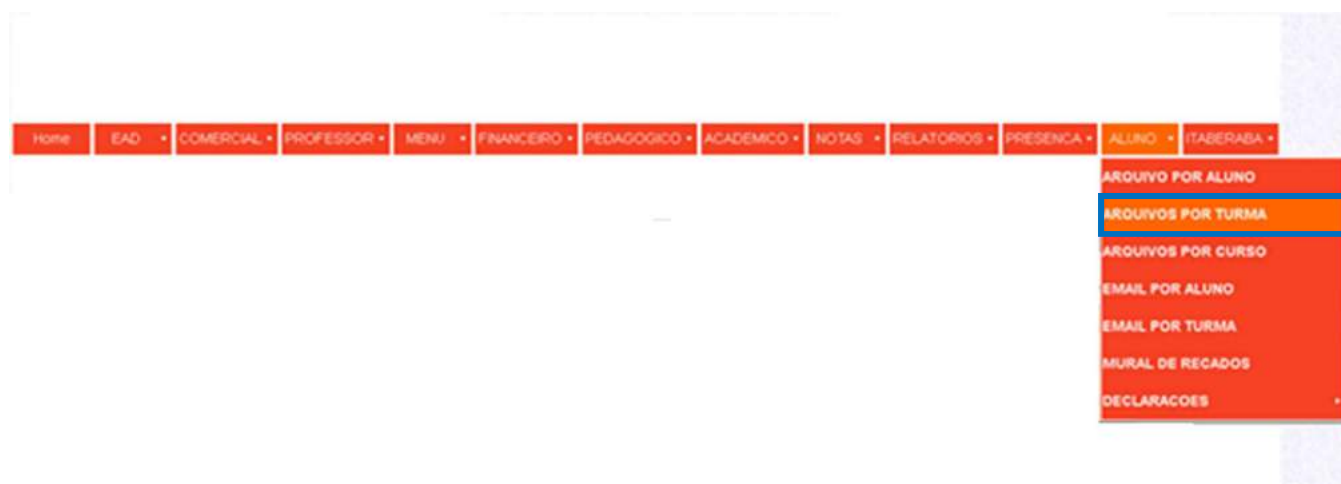 Home EAD COMERCIAL PROFESSOR MENU FINANCEIRO PEDAGOGICO ACADEMICO NOTAS RELATORIOS PRESENCA ALUNO ITABERABA
ARQUIVO POR ALUNO
ARQUIVOS POR TURMA
ARQUIVOS POR CURSO
EMAIL POR ALUNO
EMAIL POR TURMA
MURAL DE RECADOS
DECLARACOES